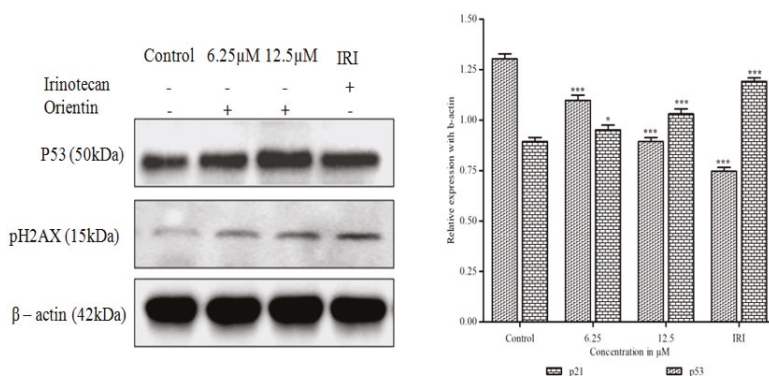 Control 6.25µM 12.5µM IRI
Irinotecan - - - +
Orientin - + + -
P53 (50kDa)
pH2AX (15kDa)
β – actin (42kDa)
Relative expression with b-actin
1.50
1.25
1.00
0.75
0.50
0.25
0.00
***
*
***
***
***
***
Control 6.25 12.5 IRI
Concentration in µM
p21 p53